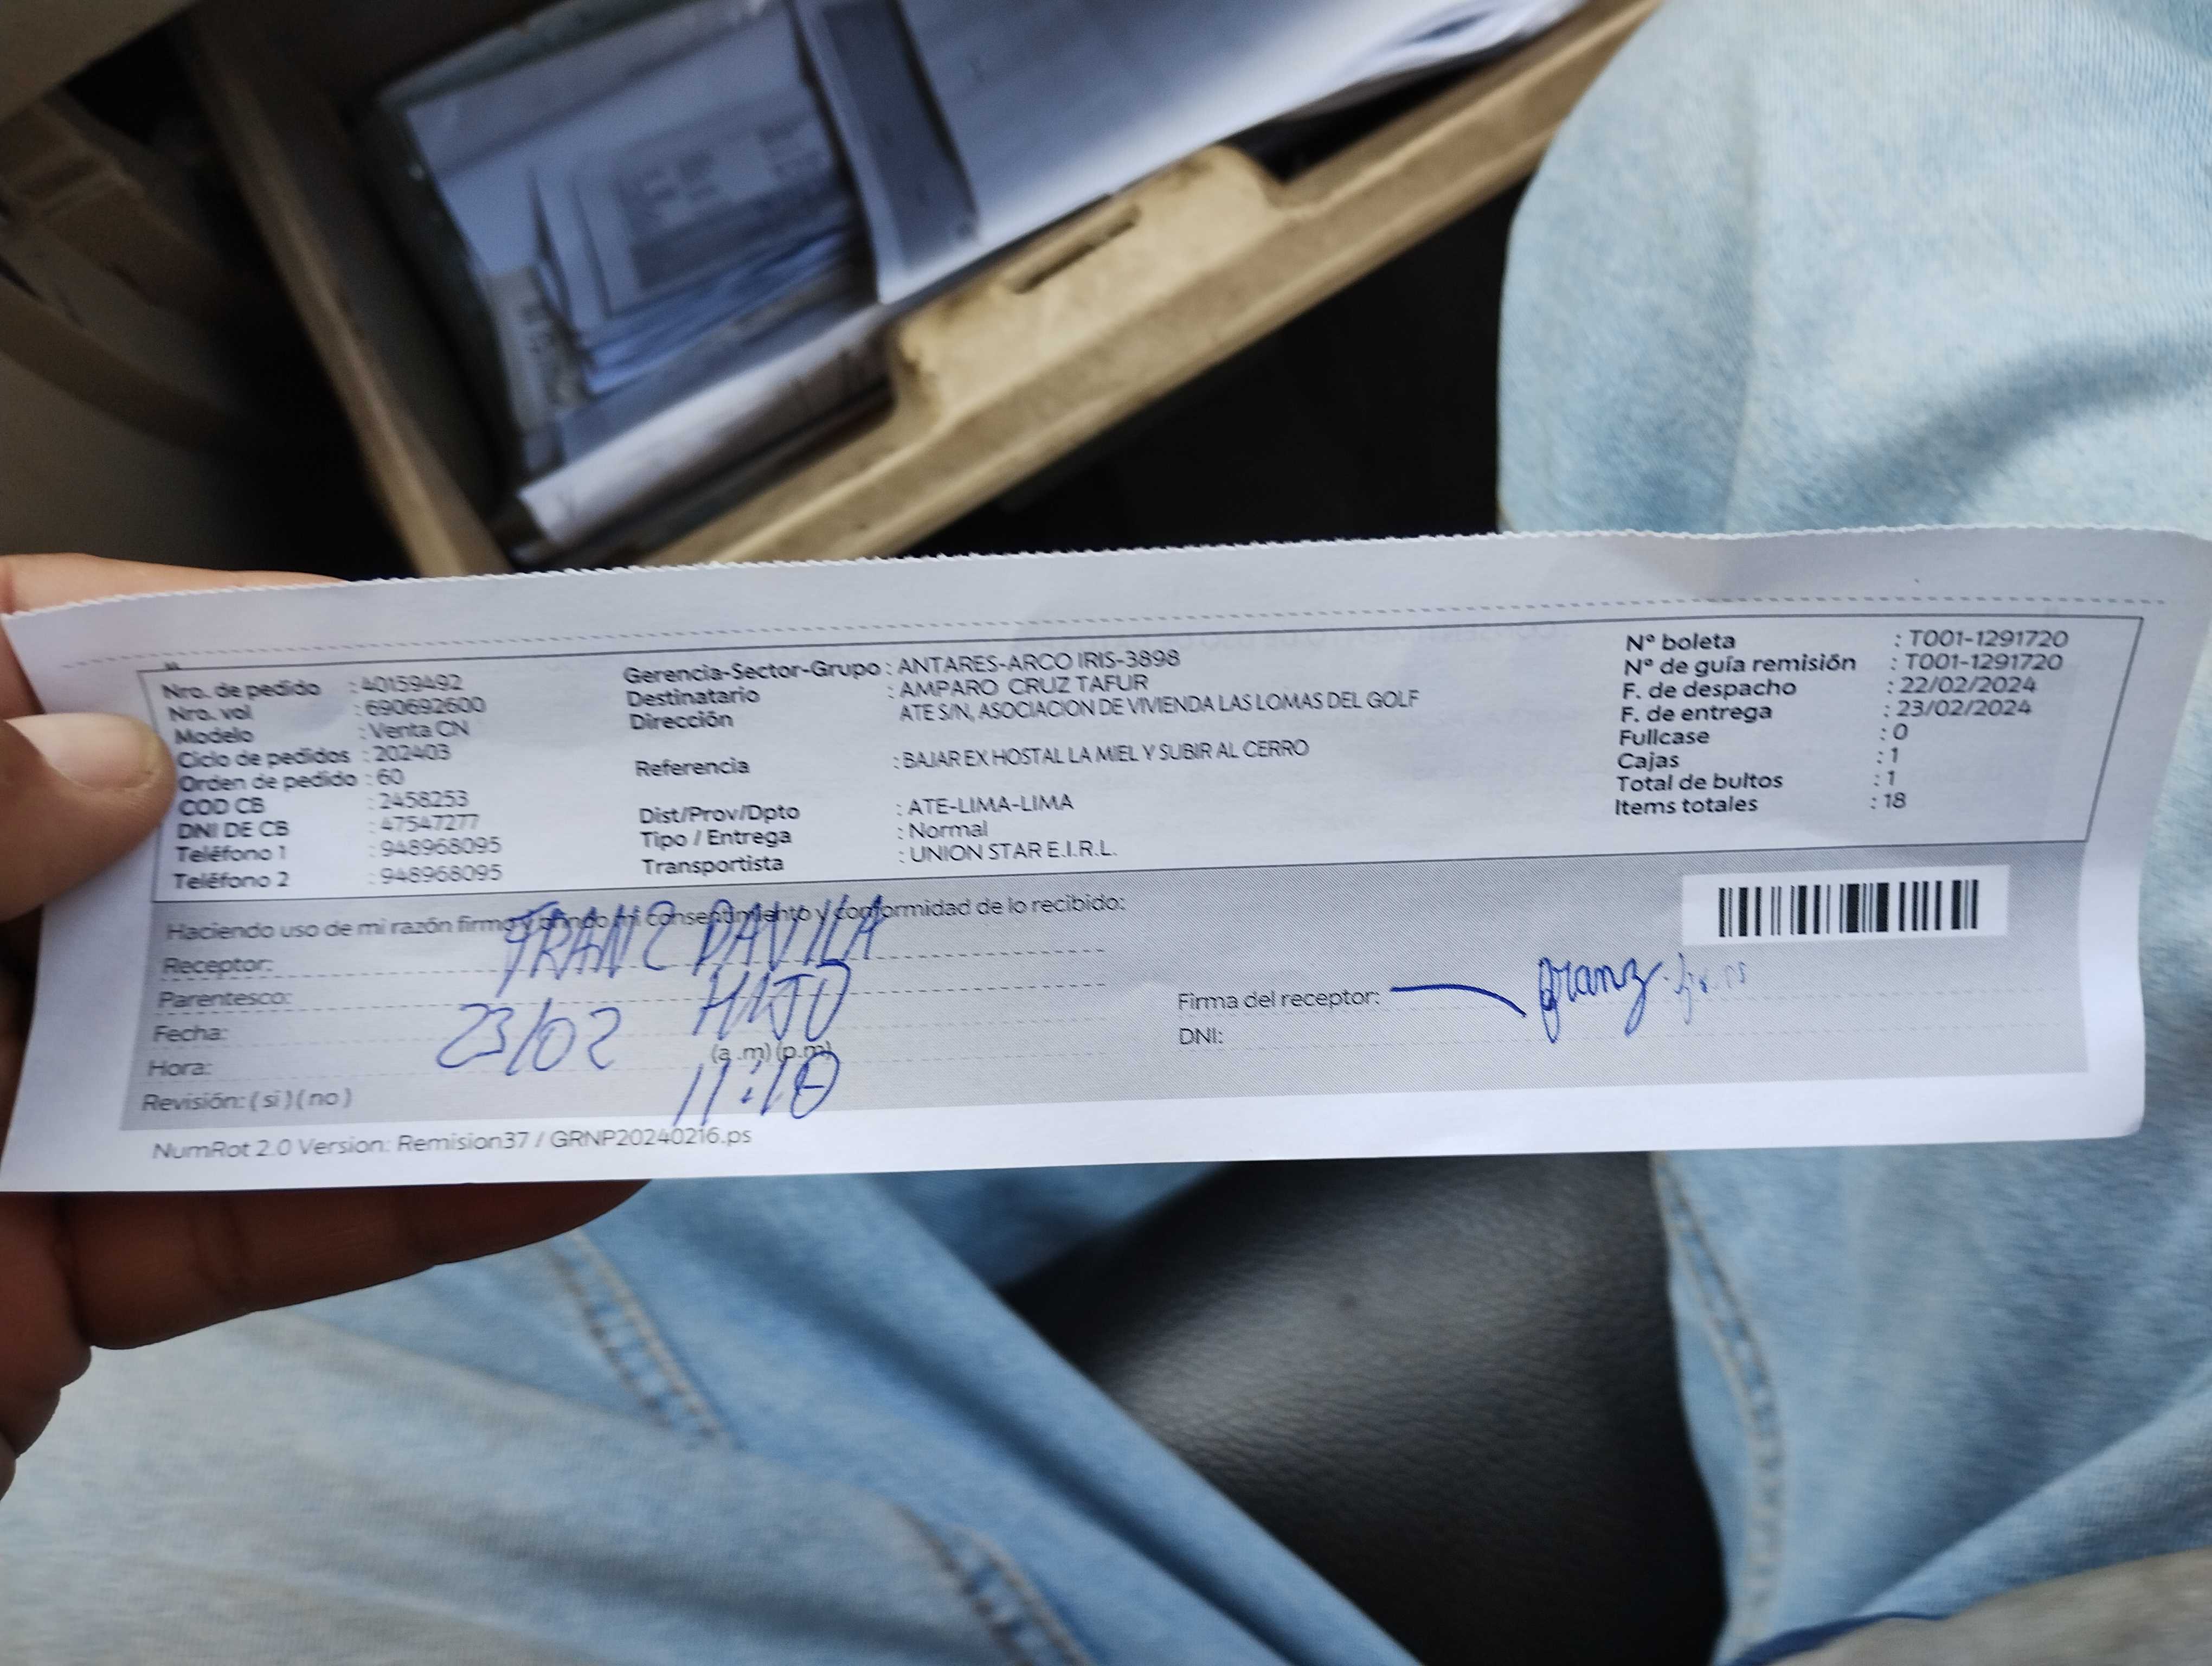 Nro. de pedido : 40159492
Nro. vol : 690692600
Modelo : Venta CN
Ciclo de pedidos : 202403
Orden de pedido : 60
COD CB : 2458253
DNI DE CB : 47547277
Teléfono 1 : 948968095
Teléfono 2 : 948968095
Gerencia-Sector-Grupo : ANTARES-ARCO IRIS-3898
Destinatario : AMPARO CRUZ TAFUR
Dirección ATE S/N, ASOCIACION DE VIVIENDA LAS LOMAS DEL GOLF
Referencia : BAJAR EX HOSTAL LA MIEL Y SUBIR AL CERRO
Dist/Prov/Dpto : ATE-LIMA-LIMA
Tipo / Entrega : Normal
Transportista : UNION STAR E.I.R.L.
Nº boleta : T001-1291720
Nº de guía remisión : T001-1291720
F. de despacho : 22/02/2024
F. de entrega : 23/02/2024
Fullcase : 0
Cajas : 1
Total de bultos : 1
Items totales : 18
Haciendo uso de mi razón firmo y brindo mi consentimiento y conformidad de lo recibido:
Receptor: FRANZ DAVILA
Parentesco: HIJO
Fecha: 23/02
Hora: (a .m) (p.m) 11:10
Revisión: ( si ) ( no )
Firma del receptor: Franz
DNI:
NumRot 2.0 Version: Remision37 / GRNP20240216.ps